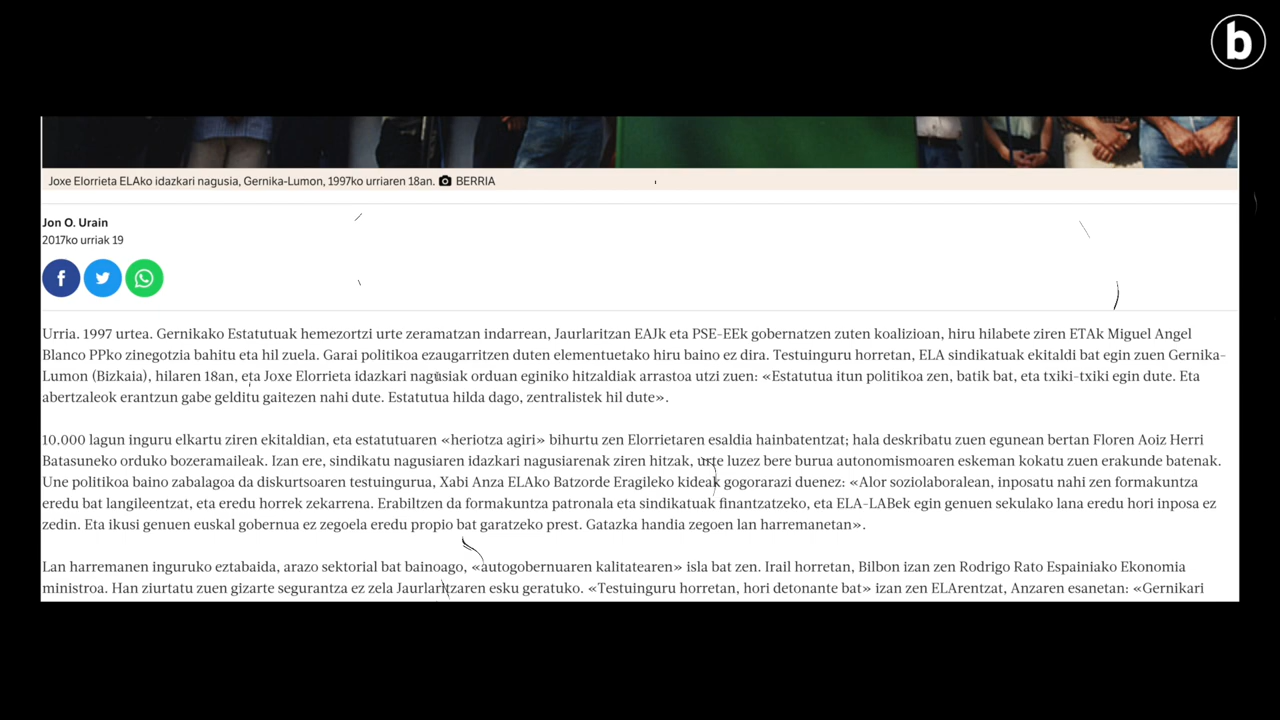 b
Joxe Elorrieta ELAko idazkari nagusia, Gernika-Lumon, 1997ko urriaren 18an. BERRIA
Jon O. Urain
2017ko urriak 19
Urria. 1997 urtea. Gernikako Estatutuak hemezortzi urte zeramatzan indarrean, Jaurlaritzan EAJk eta PSE-EEk gobernatzen zuten koalizioan, hiru hilabete ziren ETAk Miguel Angel
Blanco PPko zinegotzia bahitu eta hil zuela. Garai politikoa ezaugarritzen duten elementuetako hiru baino ez dira. Testuinguru horretan, ELA sindikatuak ekitaldi bat egin zuen Gernika-
Lumon (Bizkaia), hilaren 18an, eta Joxe Elorrieta idazkari nagusiak orduan eginiko hitzaldiak arrastoa utzi zuen: «Estatutua itun politikoa zen, batik bat, eta txiki-txiki egin dute. Eta
abertzaleok erantzun gabe gelditu gaitezen nahi dute. Estatutua hilda dago, zentralistek hil dute».
10.000 lagun inguru elkartu ziren ekitaldian, eta estatutuaren «heriotza agiri» bihurtu zen Elorrietaren esaldia hainbatentzat; hala deskribatu zuen egunean bertan Floren Aoiz Herri
Batasuneko orduko bozeramaileak. Izan ere, sindikatu nagusiaren idazkari nagusiarenak ziren hitzak, urte luzez bere burua autonomismoaren eskeman kokatu zuen erakunde batenak.
Une politikoa baino zabalagoa da diskurtsoaren testuingurua, Xabi Anza ELAko Batzorde Eragileko kideak gogorarazi duenez: «Alor soziolaboralean, inposatu nahi zen formakuntza
eredu bat langileentzat, eta eredu horrek zekarrena. Erabiltzen da formakuntza patronala eta sindikatuak finantzatzeko, eta ELA-LABek egin genuen sekulako lana eredu hori inposa ez
zedin. Eta ikusi genuen euskal gobernua ez zegoela eredu propio bat garatzeko prest. Gatazka handia zegoen lan harremanetan».
Lan harremanen inguruko eztabaida, arazo sektorial bat bainoago, «autogobernuaren kalitatearen» isla bat zen. Irail horretan, Bilbon izan zen Rodrigo Rato Espainiako Ekonomia
ministroa. Han ziurtatu zuen gizarte segurantza ez zela Jaurlaritzaren esku geratuko. «Testuinguru horretan, hori detonante bat» izan zen ELArentzat, Anzaren esanetan: «Gernikari